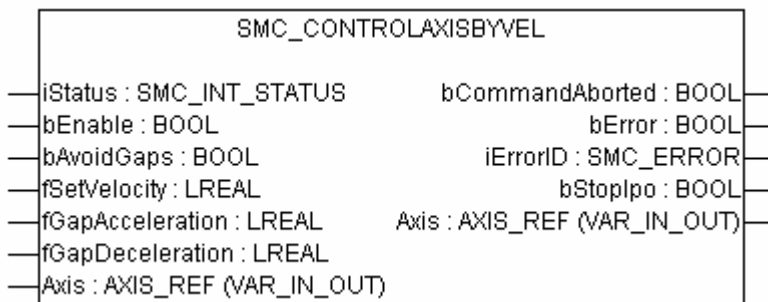 SMC_CONTROLAXISBYVEL
iStatus : SMC_INT_STATUS bCommandAborted : BOOL
bEnable : BOOL bError : BOOL
bAvoidGaps : BOOL iErrorID : SMC_ERROR
fSetVelocity : LREAL bStopIpo : BOOL
fGapAcceleration : LREAL Axis : AXIS_REF (VAR_IN_OUT)
fGapDeceleration : LREAL
Axis : AXIS_REF (VAR_IN_OUT)